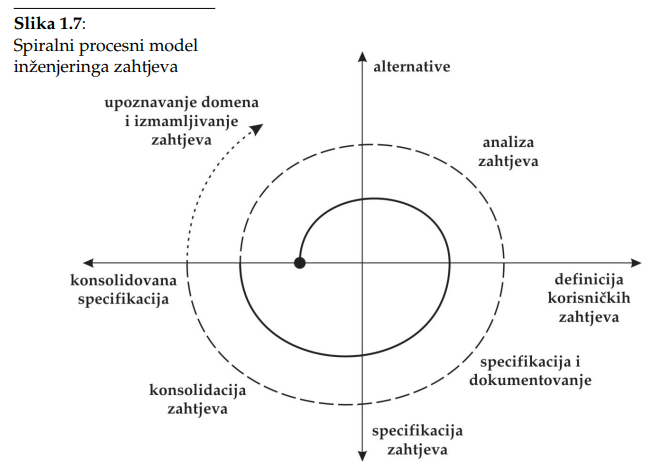 Slika 1.7:
Spiralni procesni model
inženjeringa zahtjeva
alternative
upoznavanje domena
i izmamljivanje
zahtjeva
analiza
zahtjeva
konsolidovana
specifikacija
definicija
korisničkih
zahtjeva
specifikacija i
dokumentovanje
konsolidacija
zahtjeva
specifikacija
zahtjeva